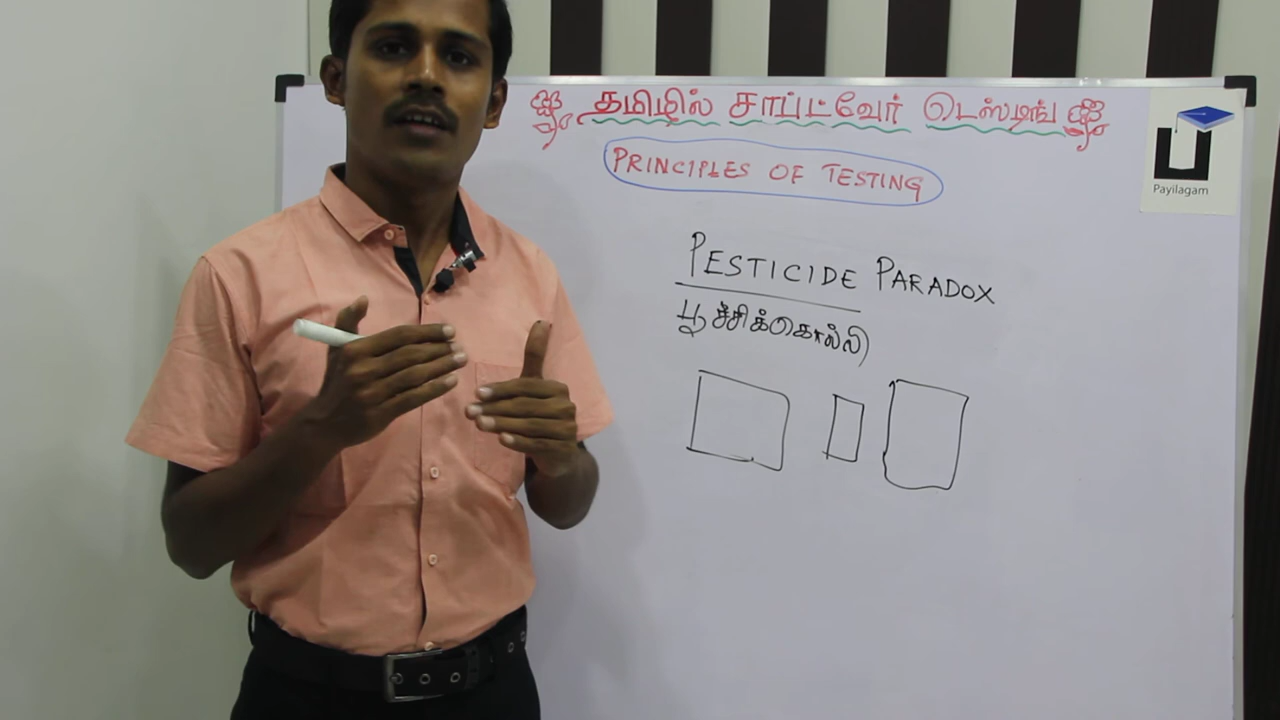 தமிழில் சாப்ட்வேர் டெஸ்டிங்
PRINCIPLES OF TESTING
Payilagam
PESTICIDE PARADOX
பூச்சிக்கொல்லி